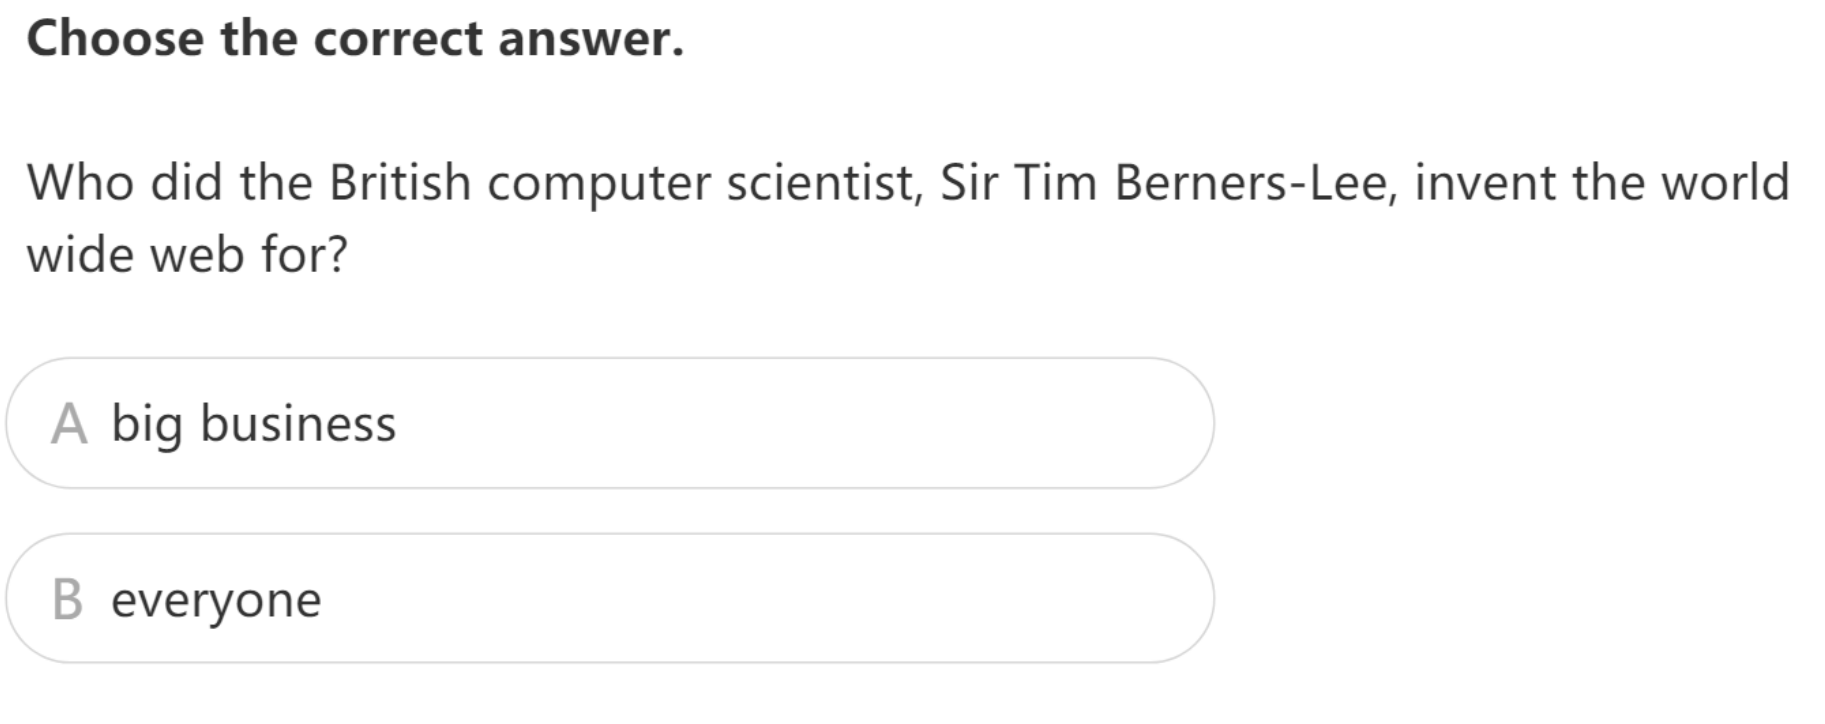 Choose the correct answer.
Who did the British computer scientist, Sir Tim Berners-Lee, invent the world
wide web for?
A big business
B everyone